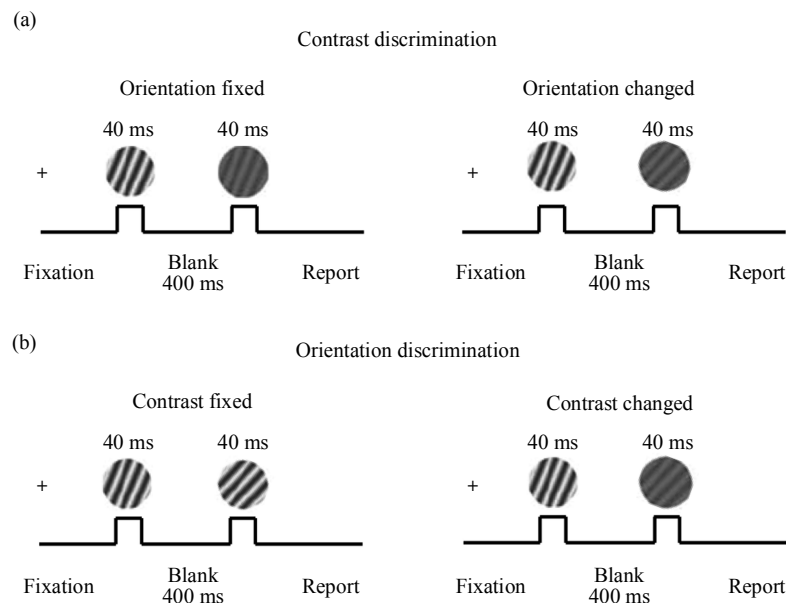 (a)
Contrast discrimination
Orientation fixed
40 ms 40 ms
+
Fixation Blank 400 ms Report
Orientation changed
40 ms 40 ms
+
Fixation Blank 400 ms Report
(b)
Orientation discrimination
Contrast fixed
40 ms 40 ms
+
Fixation Blank 400 ms Report
Contrast changed
40 ms 40 ms
+
Fixation Blank 400 ms Report